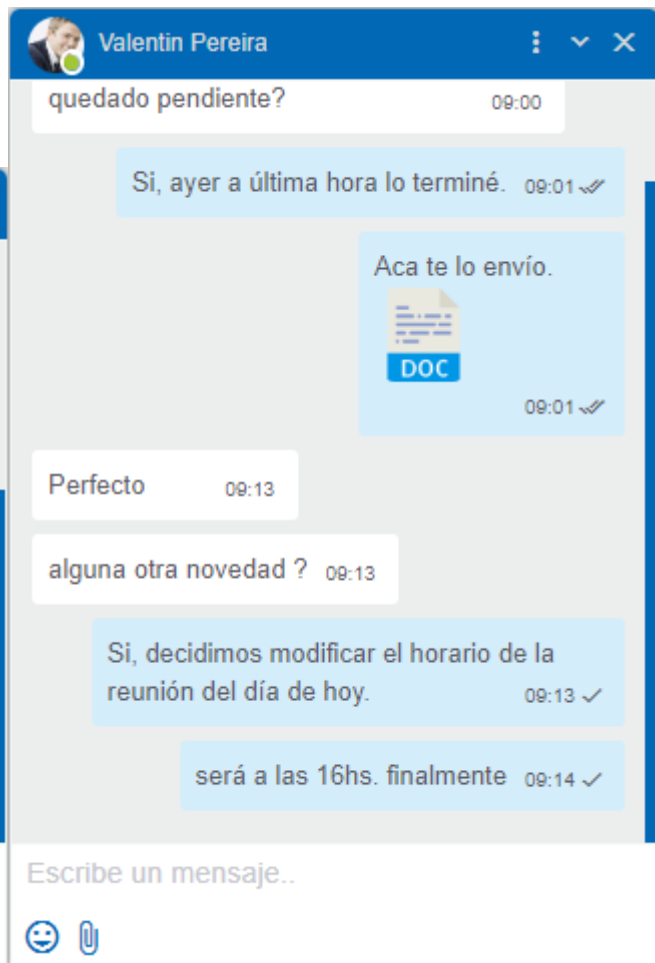 Valentin Pereira
quedado pendiente? 09:00
Si, ayer a última hora lo terminé. 09:01
Aca te lo envío.
DOC
09:01
Perfecto 09:13
alguna otra novedad ? 09:13
Si, decidimos modificar el horario de la
reunión del día de hoy. 09:13
será a las 16hs. finalmente 09:14
Escribe un mensaje..